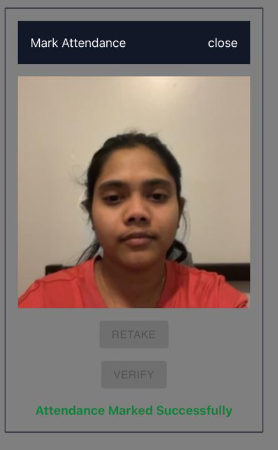 Mark Attendance close
RETAKE
VERIFY
Attendance Marked Successfully